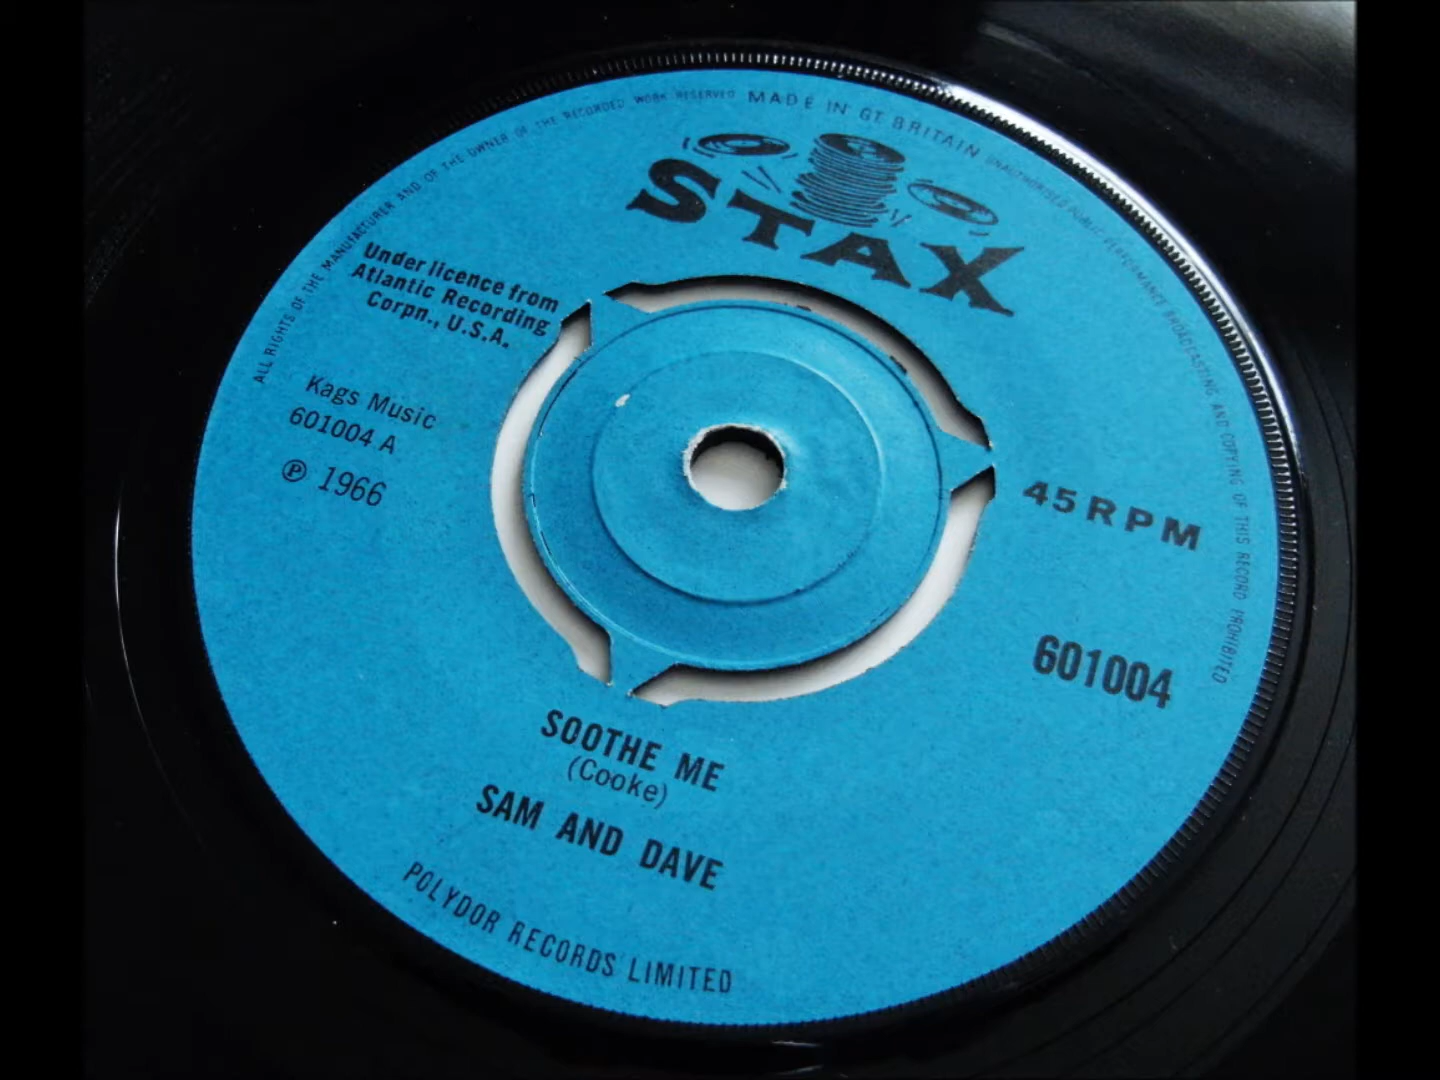 ALL RIGHTS OF THE MANUFACTURER AND OF THE OWNER OF THE RECORDED WORK RESERVED MADE IN GT BRITAIN UNAUTHORISED PUBLIC PERFORMANCE BROADCASTING AND COPYING OF THIS RECORD PROHIBITED
STAX
Under licence from
Atlantic Recording
Corpn., U.S.A.
Kags Music
601004 A
℗ 1966
45 RPM
601004
SOOTHE ME
(Cooke)
SAM AND DAVE
POLYDOR RECORDS LIMITED